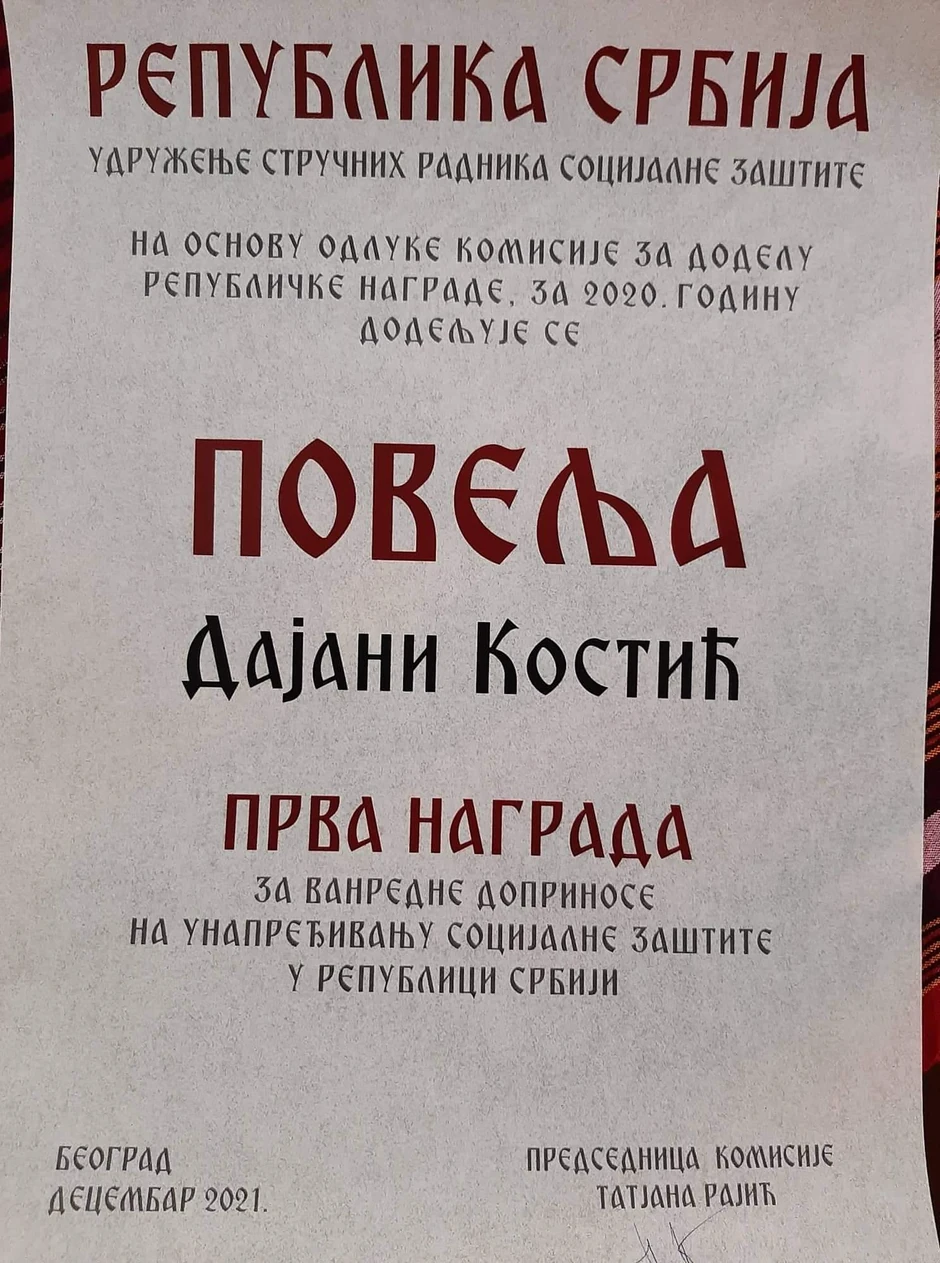 РЕПУБЛИКА СРБИЈА
УДРУЖЕЊЕ СТРУЧНИХ РАДНИКА СОЦИЈАЛНЕ ЗАШТИТЕ
НА ОСНОВУ ОДЛУКЕ КОМИСИЈЕ ЗА ДОДЕЛУ
РЕПУБЛИЧКЕ НАГРАДЕ, ЗА 2020. ГОДИНУ
ДОДЕЉУЈЕ СЕ
ПОВЕЉА
Дајани Костић
ПРВА НАГРАДА
ЗА ВАНРЕДНЕ ДОПРИНОСЕ
НА УНАПРЕЂИВАЊУ СОЦИЈАЛНЕ ЗАШТИТЕ
У РЕПУБЛИЦИ СРБИЈИ
БЕОГРАД
ДЕЦЕМБАР 2021.
ПРЕДСЕДНИЦА КОМИСИЈЕ
ТАТЈАНА РАЈИЋ